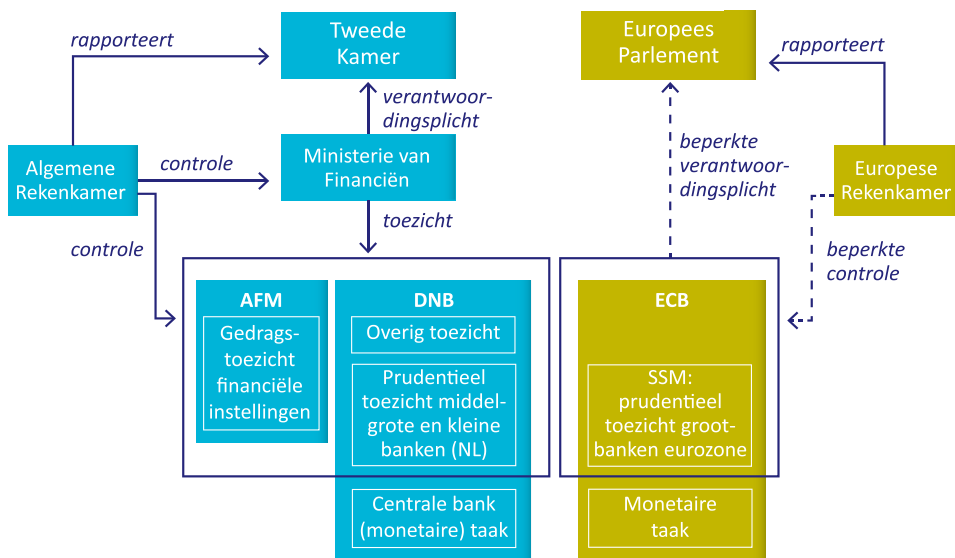 rapporteert
Tweede
Kamer
Europees
Parlement
rapporteert
verantwoor-
dingsplicht
beperkte
verantwoor-
dingsplicht
Algemene
Rekenkamer
controle
Ministerie van
Financiën
Europese
Rekenkamer
controle
toezicht
beperkte
controle
AFM
Gedrags-
toezicht
financiële
instellingen
DNB
Overig toezicht
Prudentieel
toezicht middel-
grote en kleine
banken (NL)
Centrale bank
(monetaire) taak
ECB
SSM:
prudentieel
toezicht groot-
banken eurozone
Monetaire
taak